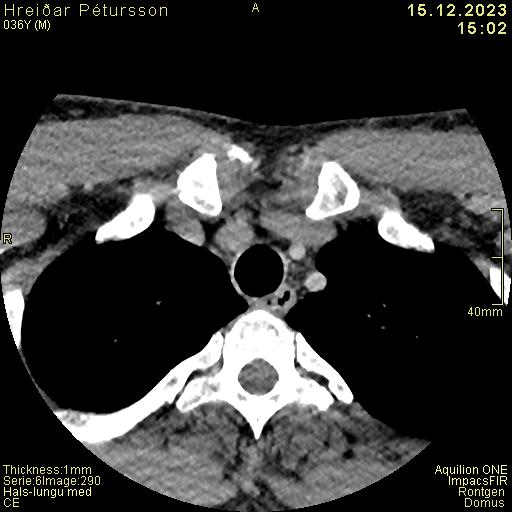 Hreiðar Pétursson
036Y (M)
A
15.12.2023
15:02
R
40mm
Thickness:1mm
Serie:6Image:290
Hals-lungu med
CE
Aquilion ONE
ImpacsFIR
Rontgen
Domus